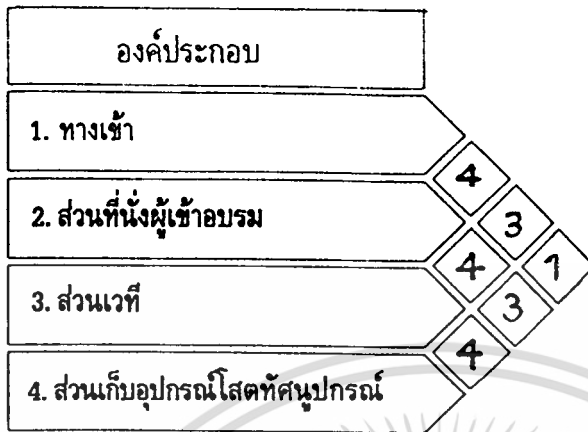 องค์ประกอบ
1. ทางเข้า
4
2. ส่วนที่นั่งผู้เข้าอบรม
3
4
1
3. ส่วนเวที
3
4
4. ส่วนเก็บอุปกรณ์โสตทัศนูปกรณ์